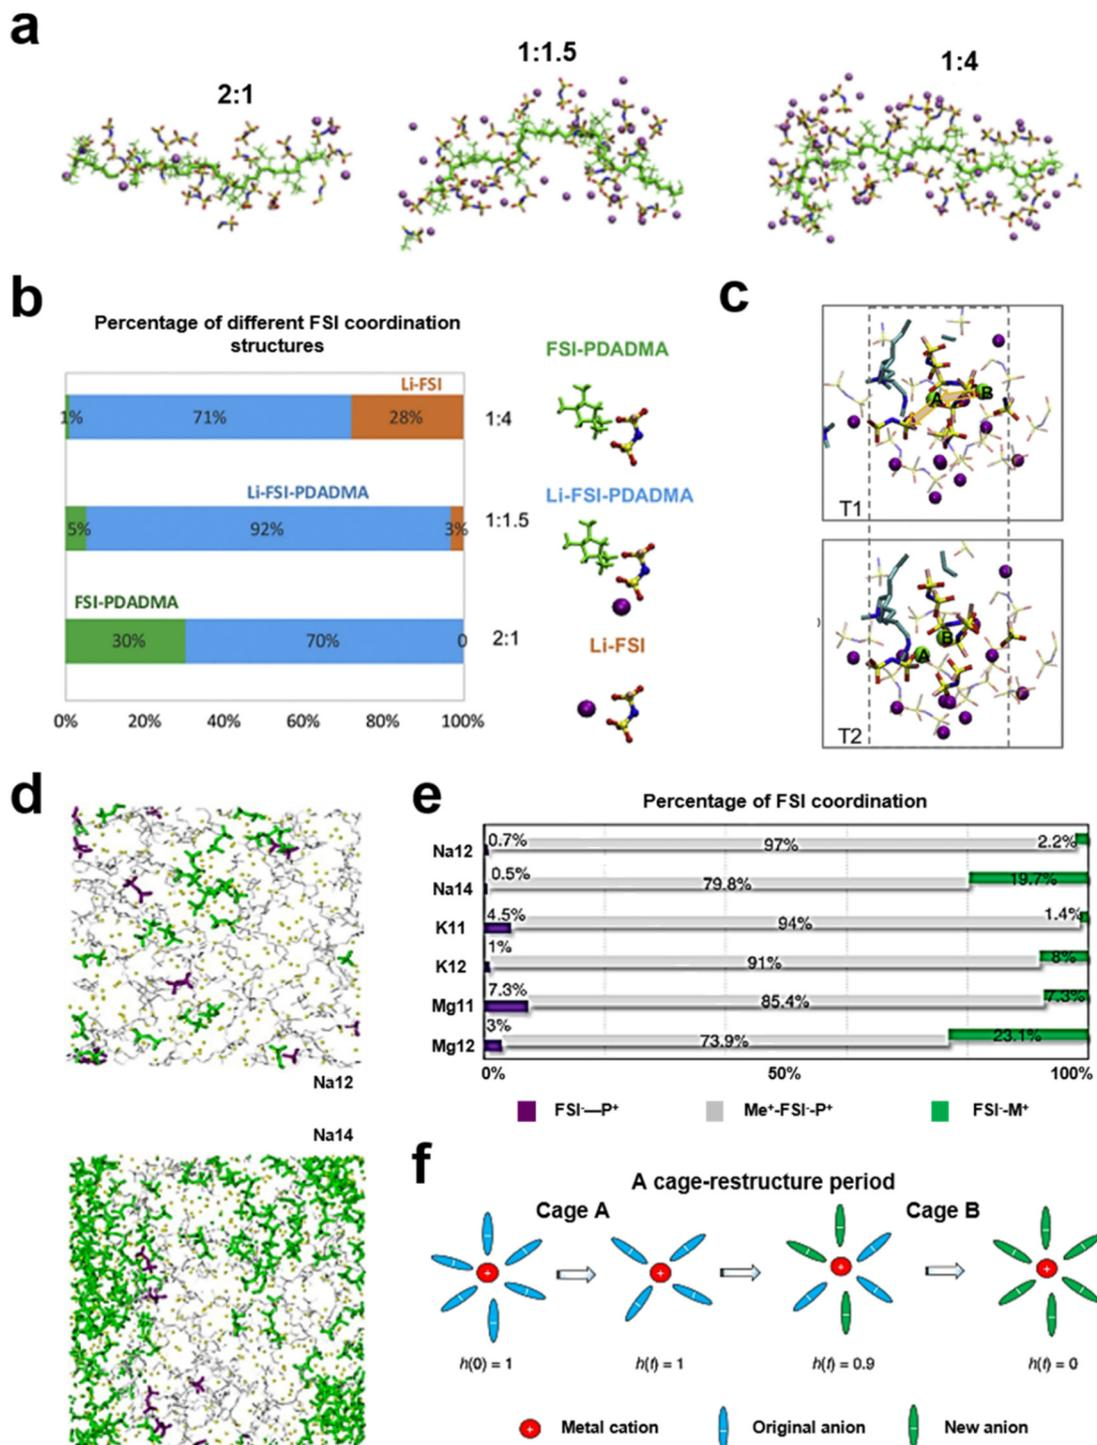 a
2:1
1:1.5
1:4
b
Percentage of different FSI coordination
structures
Li-FSI
1%
71%
28%
1:4
Li-FSI-PDADMA
5%
92%
3%
1:1.5
FSI-PDADMA
30%
70%
0
2:1
0%
20%
40%
60%
80%
100%
FSI-PDADMA
Li-FSI-PDADMA
Li-FSI
c
A
B
T1
B
A
T2
d
Na12
Na14
e
Percentage of FSI coordination
Na12
0.7%
97%
2.2%
Na14
0.5%
79.8%
19.7%
K11
4.5%
94%
1.4%
K12
1%
91%
8%
Mg11
7.3%
85.4%
7.3%
Mg12
3%
73.9%
23.1%
0%
50%
100%
FSI⁻—P⁺
Me⁺-FSI⁻-P⁺
FSI⁻-M⁺
f
A cage-restructure period
Cage A
Cage B
h(0) = 1
h(t) = 1
h(t) = 0.9
h(t) = 0
Metal cation
Original anion
New anion